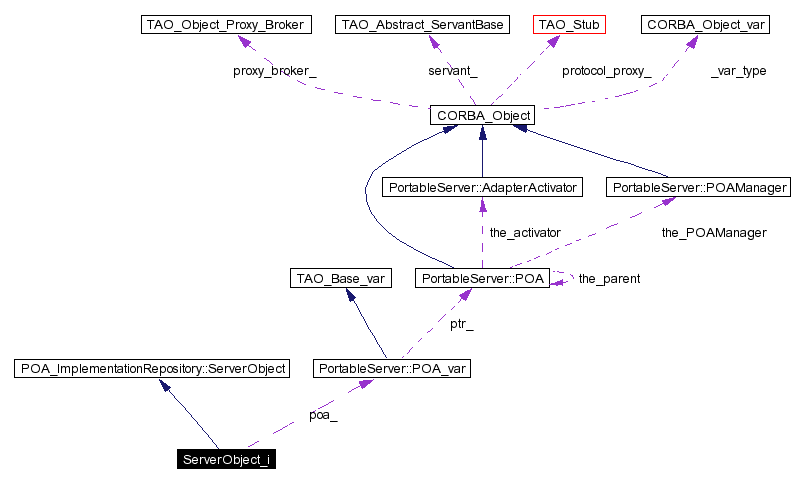 TAO_Object_Proxy_Broker
TAO_Abstract_ServantBase
TAO_Stub
CORBA_Object_var
proxy_broker_
servant_
protocol_proxy_
_var_type
CORBA_Object
PortableServer::AdapterActivator
PortableServer::POAManager
the_activator
the_POAManager
TAO_Base_var
PortableServer::POA
the_parent
ptr_
POA_ImplementationRepository::ServerObject
PortableServer::POA_var
poa_
ServerObject_i